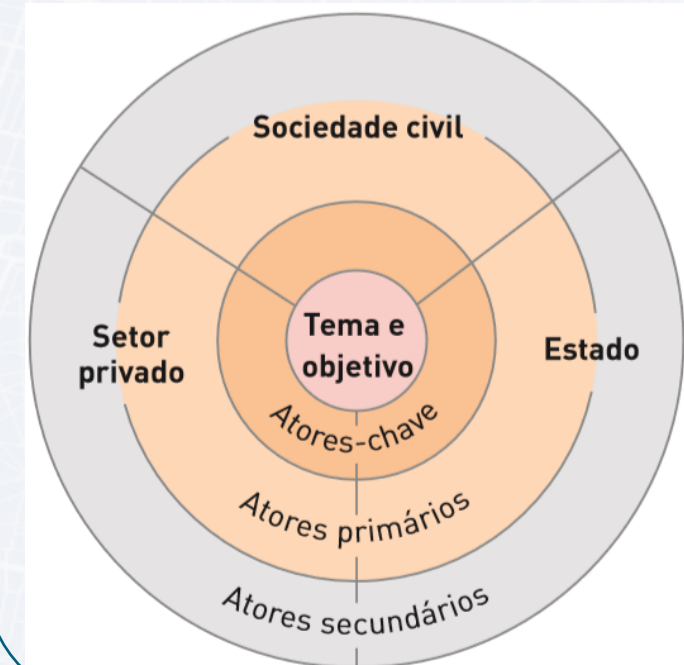 Sociedade civil
Setor
privado
Tema e
objetivo
Estado
Atores-chave
Atores primários
Atores secundários